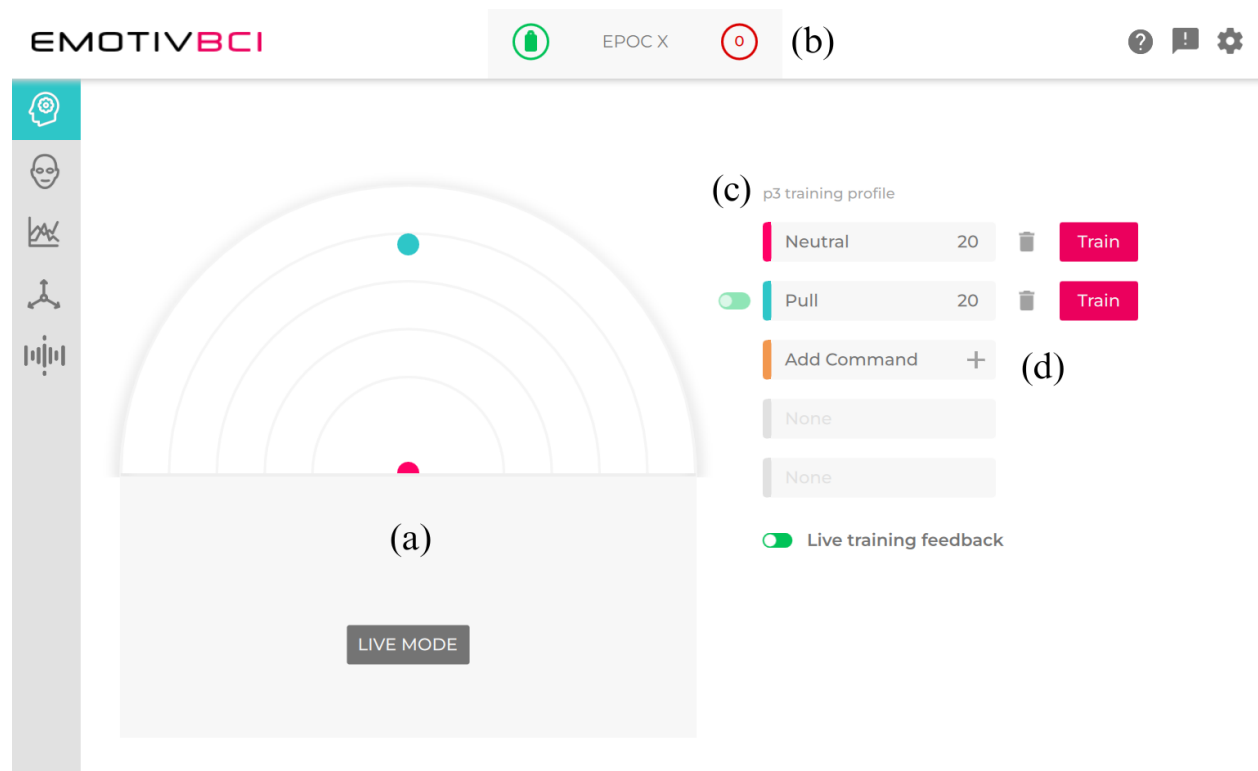 EMOTIVBCI
EPOC X
0
(b)
(c)
p3 training profile
Neutral 20 Train
Pull 20 Train
Add Command +
(d)
None
None
Live training feedback
(a)
LIVE MODE